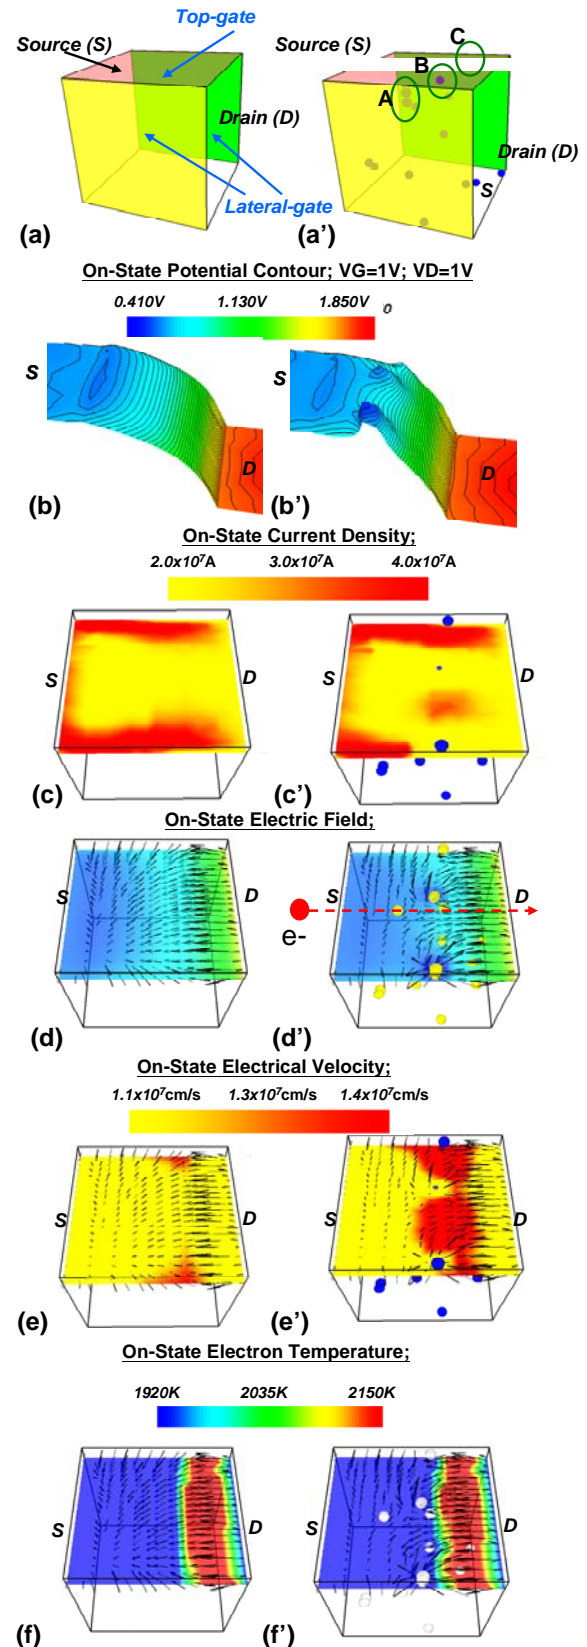 Top-gate
Source (S)
Drain (D)
Lateral-gate
(a)
Source (S)
C
B
A
Drain (D)
S
(a’)
On-State Potential Contour; VG=1V; VD=1V
0.410V 1.130V 1.850V 0
S
D
(b)
D
S
(b’)
On-State Current Density;
2.0x10⁷A 3.0x10⁷A 4.0x10⁷A
S
D
(c)
S
D
(c’)
On-State Electric Field;
S
D
(d)
S
D
e-
(d’)
On-State Electrical Velocity;
1.1x10⁷cm/s 1.3x10⁷cm/s 1.4x10⁷cm/s
S
D
(e)
S
D
(e’)
On-State Electron Temperature;
1920K 2035K 2150K
S
D
(f)
S
D
(f’)